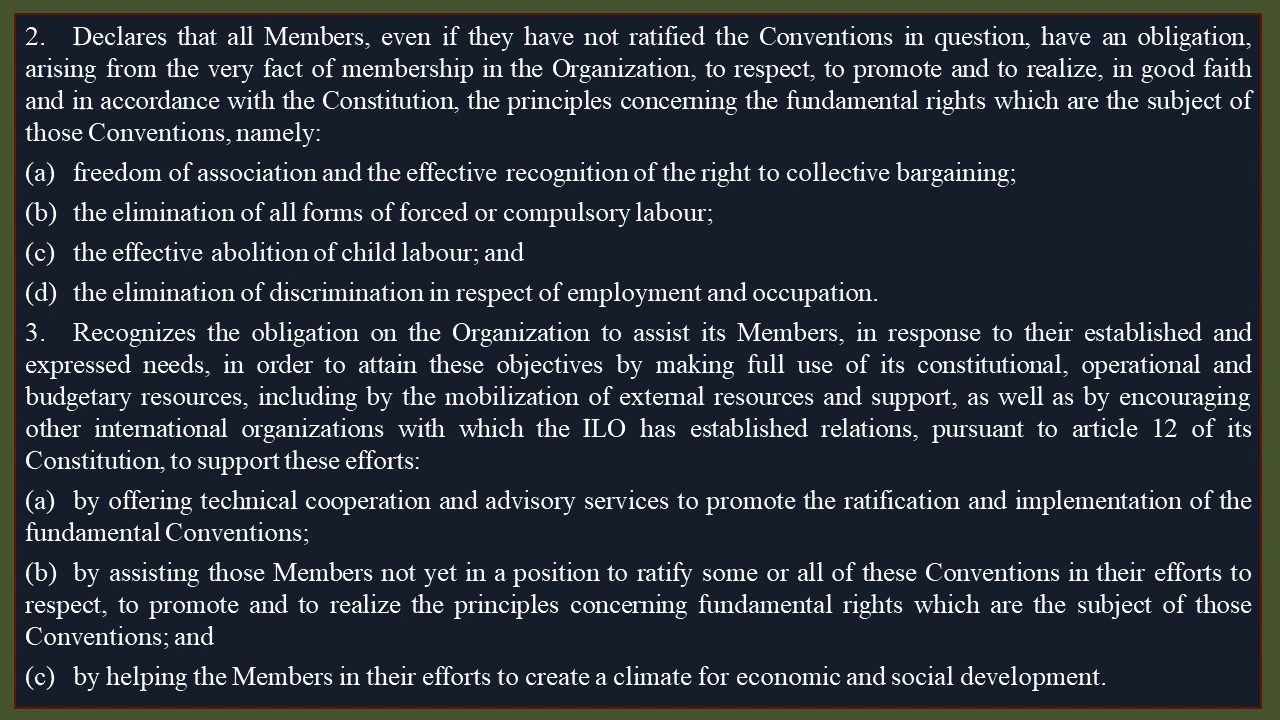 2. Declares that all Members, even if they have not ratified the Conventions in question, have an obligation,
arising from the very fact of membership in the Organization, to respect, to promote and to realize, in good faith
and in accordance with the Constitution, the principles concerning the fundamental rights which are the subject of
those Conventions, namely:
(a) freedom of association and the effective recognition of the right to collective bargaining;
(b) the elimination of all forms of forced or compulsory labour;
(c) the effective abolition of child labour; and
(d) the elimination of discrimination in respect of employment and occupation.
3. Recognizes the obligation on the Organization to assist its Members, in response to their established and
expressed needs, in order to attain these objectives by making full use of its constitutional, operational and
budgetary resources, including by the mobilization of external resources and support, as well as by encouraging
other international organizations with which the ILO has established relations, pursuant to article 12 of its
Constitution, to support these efforts:
(a) by offering technical cooperation and advisory services to promote the ratification and implementation of the
fundamental Conventions;
(b) by assisting those Members not yet in a position to ratify some or all of these Conventions in their efforts to
respect, to promote and to realize the principles concerning fundamental rights which are the subject of those
Conventions; and
(c) by helping the Members in their efforts to create a climate for economic and social development.